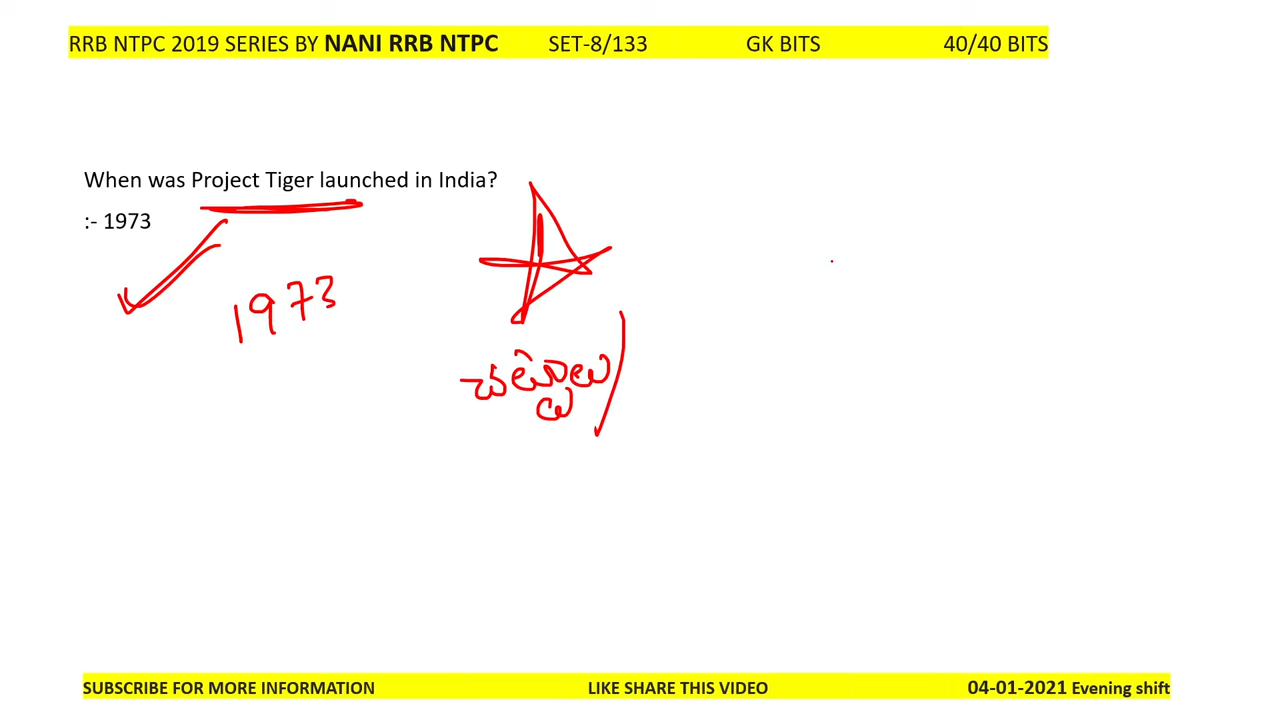 RRB NTPC 2019 SERIES BY NANI RRB NTPC SET-8/133 GK BITS 40/40 BITS
When was Project Tiger launched in India?
:- 1973
1973
SUBSCRIBE FOR MORE INFORMATION LIKE SHARE THIS VIDEO 04-01-2021 Evening shift